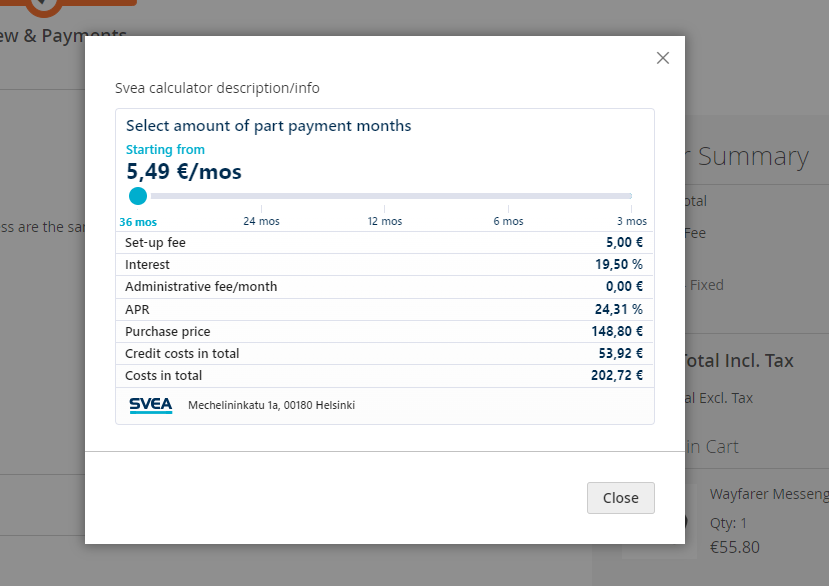 ew & Payments
Svea calculator description/info
Select amount of part payment months
Starting from
5,49 €/mos
36 mos 24 mos 12 mos 6 mos 3 mos
Set-up fee 5,00 €
Interest 19,50 %
Administrative fee/month 0,00 €
APR 24,31 %
Purchase price 148,80 €
Credit costs in total 53,92 €
Costs in total 202,72 €
SVEA Mechelininkatu 1a, 00180 Helsinki
Close
ss are the sa
r Summary
otal
Fee
Fixed
Total Incl. Tax
al Excl. Tax
in Cart
Wayfarer Messeng
Qty: 1
€55.80